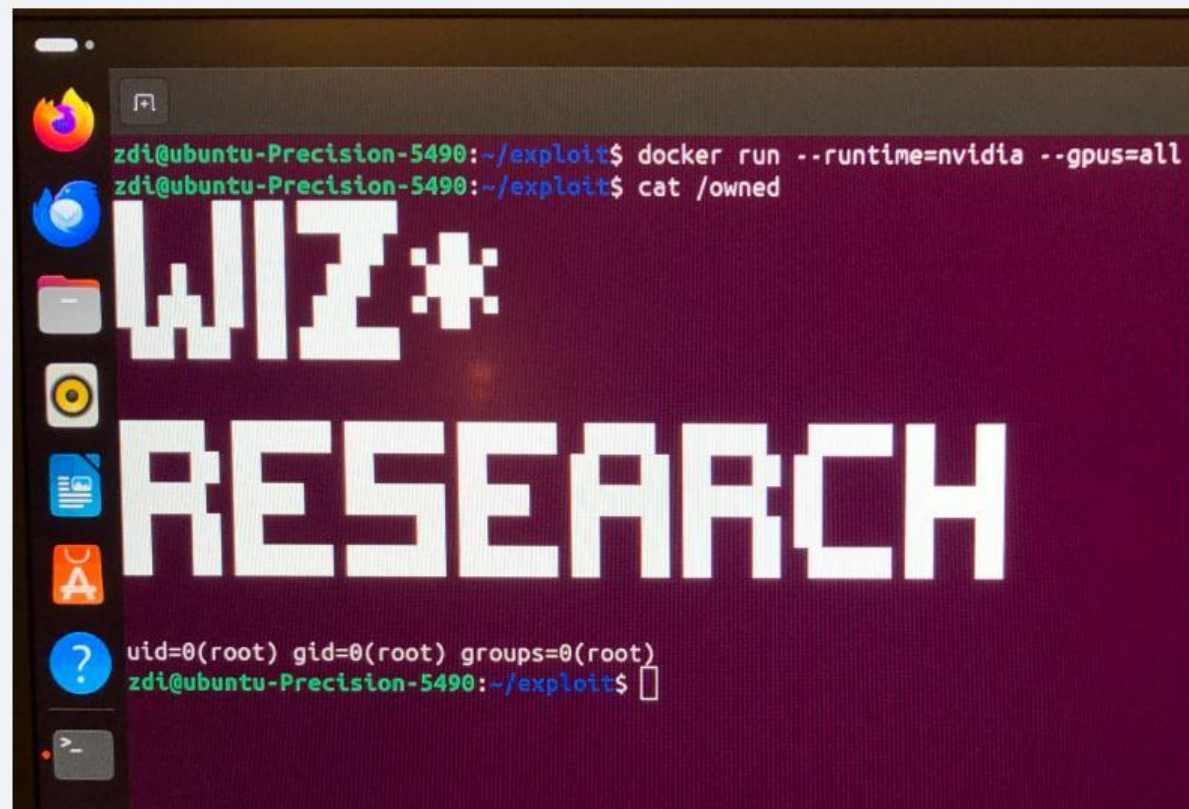 zdi@ubuntu-Precision-5490:~/exploit$ docker run --runtime=nvidia --gpus=all
zdi@ubuntu-Precision-5490:~/exploit$ cat /owned
WIZ*
RESEARCH
uid=0(root) gid=0(root) groups=0(root)
zdi@ubuntu-Precision-5490:~/exploit$